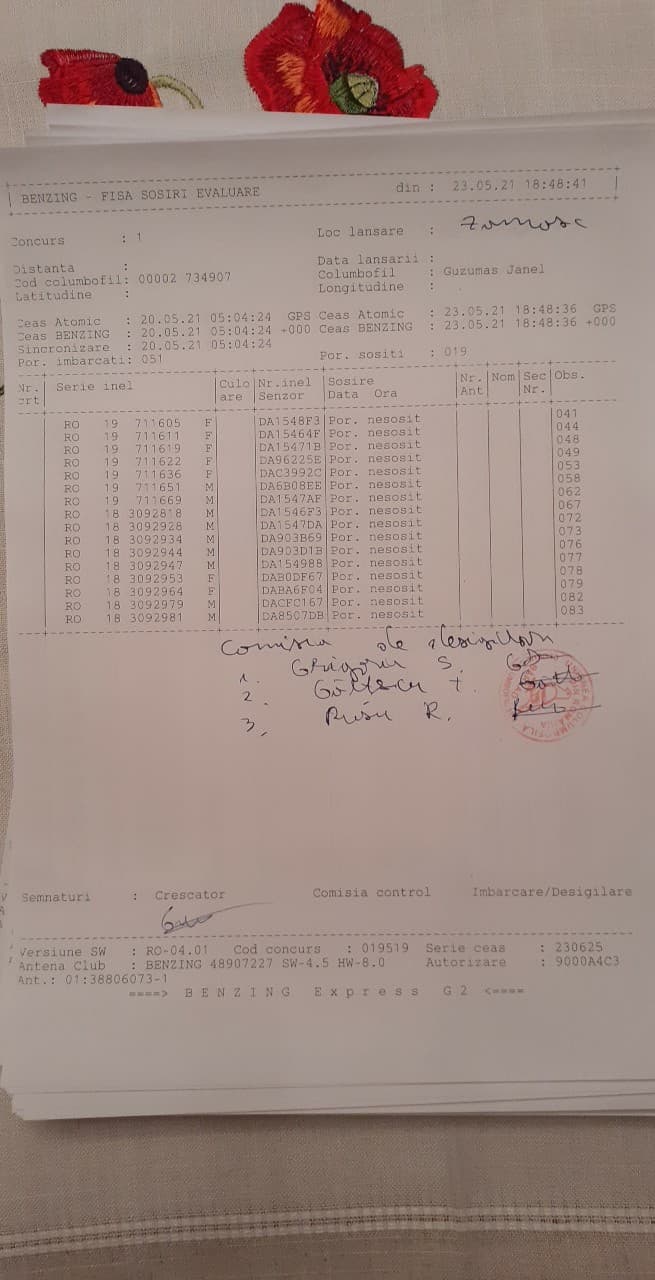 BENZING - FISA SOSIRI EVALUARE din : 23.05.21 18:48:41
Concurs : 1 Loc lansare : Zamosc
Distanta : Data lansarii :
Cod columbofil: 00002 734907 Columbofil : Guzumas Janel
Latitudine : Longitudine :
Ceas Atomic : 20.05.21 05:04:24 GPS Ceas Atomic : 23.05.21 18:48:36 GPS
Ceas BENZING : 20.05.21 05:04:24 +000 Ceas BENZING : 23.05.21 18:48:36 +000
Sincronizare : 20.05.21 05:04:24
Por. imbarcati: 051 Por. sositi : 019
Nr. Serie inel Culo Nr.inel Sosire Nr. Nom Sec Obs.
crt are Senzor Data Ora Ant Nr.
RO 19 711605 F DA1548F3 Por. nesosit 041
RO 19 711611 F DA15464F Por. nesosit 044
RO 19 711619 F DA15471B Por. nesosit 048
RO 19 711622 F DA96225E Por. nesosit 049
RO 19 711636 F DAC3992C Por. nesosit 053
RO 19 711651 M DA6B08EE Por. nesosit 058
RO 19 711669 M DA1547AF Por. nesosit 062
RO 18 3092818 M DA1546F3 Por. nesosit 067
RO 18 3092928 M DA1547DA Por. nesosit 072
RO 18 3092934 M DA903B69 Por. nesosit 073
RO 18 3092944 M DA903D1B Por. nesosit 076
RO 18 3092947 M DA154988 Por. nesosit 077
RO 18 3092953 F DAB0DF67 Por. nesosit 078
RO 18 3092964 F DABA6F04 Por. nesosit 079
RO 18 3092979 M DACFC167 Por. nesosit 082
RO 18 3092981 M DA8507DB Por. nesosit 083
Comisia de desigilare
1. Grigoriu S.
2.
3. Rusu R.
Semnaturi : Crescator Comisia control Imbarcare/Desigilare
Versiune SW : RO-04.01 Cod concurs : 019519 Serie ceas : 230625
Antena Club : BENZING 48907227 SW-4.5 HW-8.0 Autorizare : 9000A4C3
Ant.: 01:38806073-1
====> BENZING Express G2 <====